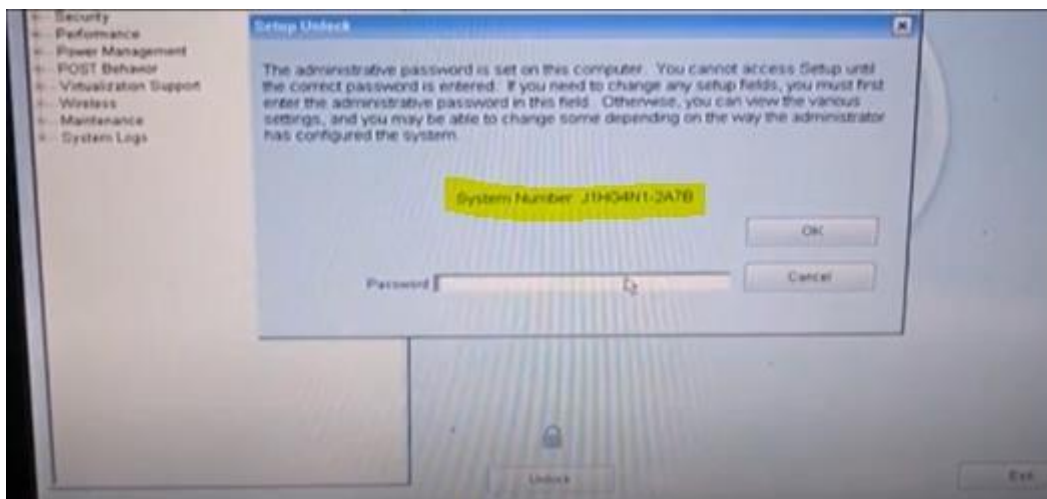 Security
Performance
Power Management
POST Behavior
Virtualization Support
Wireless
Maintenance
System Logs
Setup Unlock
The administrative password is set on this computer. You cannot access Setup until
the correct password is entered. If you need to change any setup fields, you must first
enter the administrative password in this field. Otherwise, you can view the various
settings, and you may be able to change some depending on the way the administrator
has configured the system.
System Number: J1HG4N1-2A7B
OK
Password
Cancel
Unlock
Exit